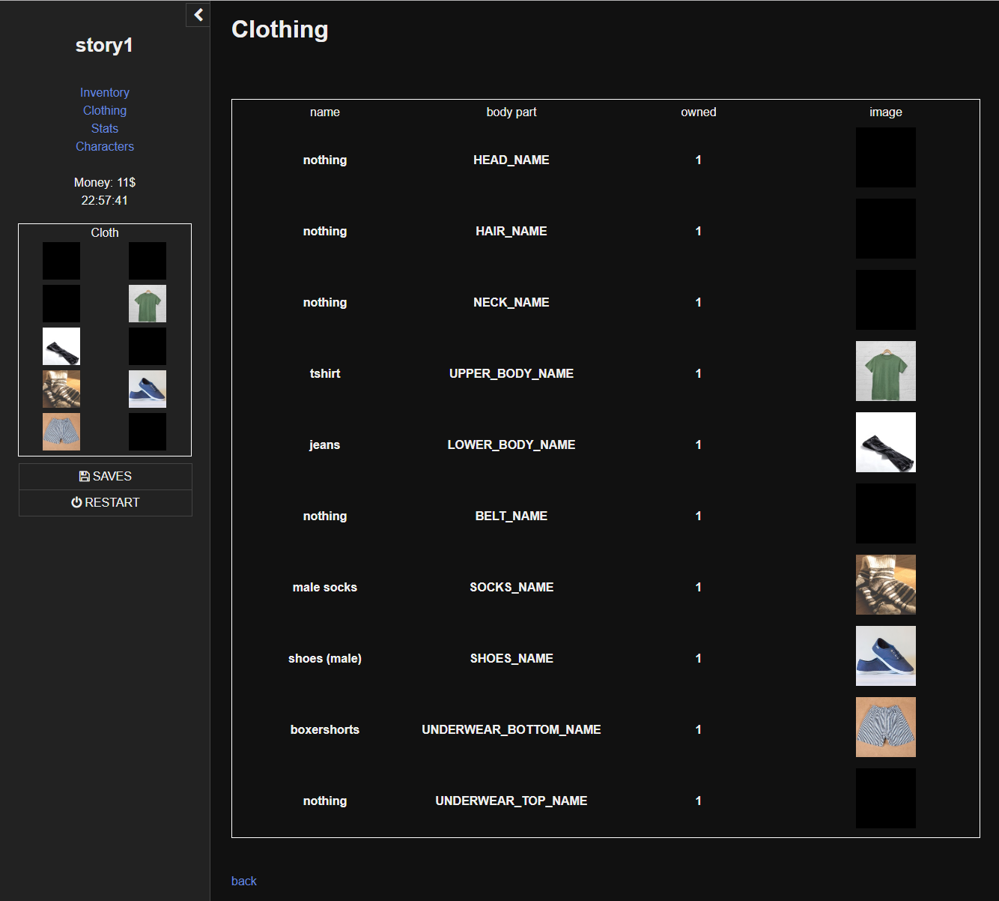 story1
Inventory
Clothing
Stats
Characters
Money: 11$
22:57:41
Cloth
SAVES
RESTART
Clothing
name body part owned image
nothing HEAD_NAME 1
nothing HAIR_NAME 1
nothing NECK_NAME 1
tshirt UPPER_BODY_NAME 1
jeans LOWER_BODY_NAME 1
nothing BELT_NAME 1
male socks SOCKS_NAME 1
shoes (male) SHOES_NAME 1
boxershorts UNDERWEAR_BOTTOM_NAME 1
nothing UNDERWEAR_TOP_NAME 1
back